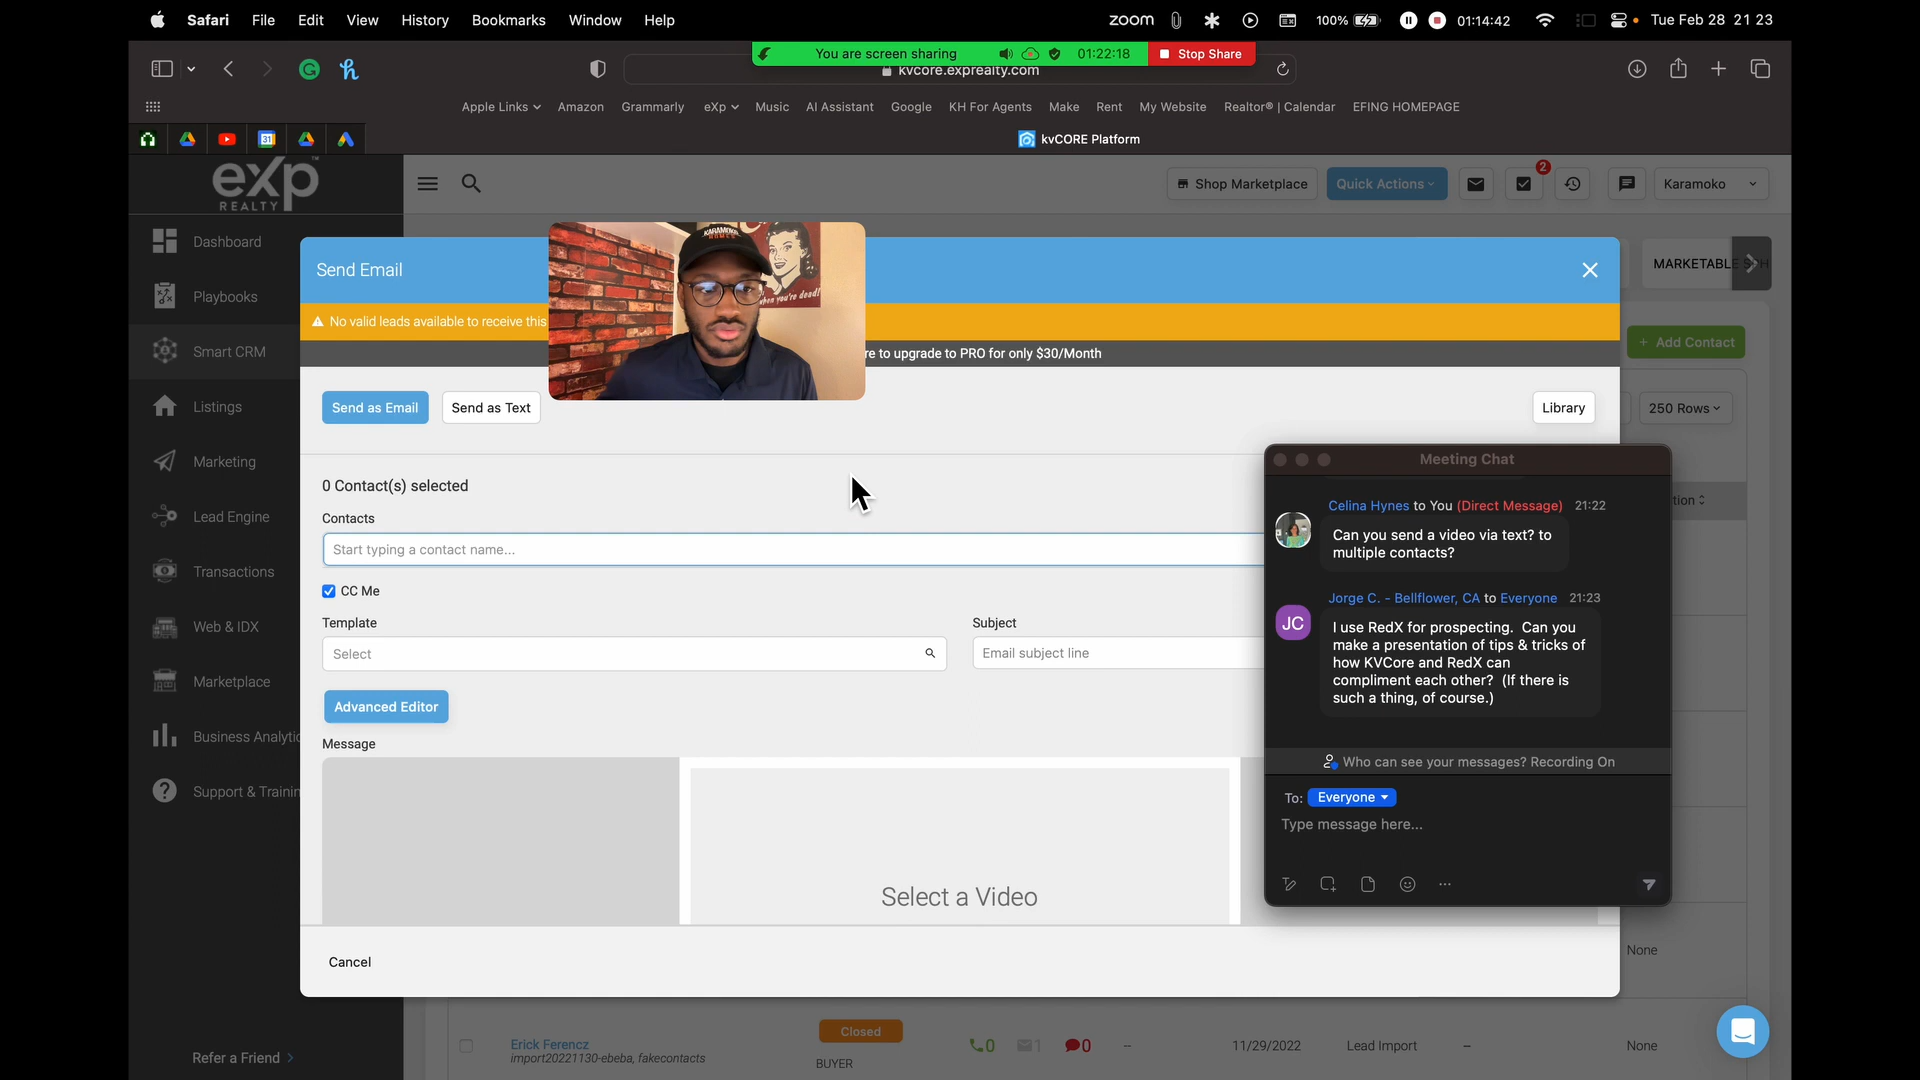 Safari File Edit View History Bookmarks Window Help
zoom 100% 01:14:42 Tue Feb 28 21 23
You are screen sharing 01:22:18 Stop Share
kvcore.exprealty.com
Apple Links Amazon Grammarly eXp Music AI Assistant Google KH For Agents Make Rent My Website Realtor® | Calendar EFING HOMEPAGE
31
kvCORE Platform
exp REALTY
Shop Marketplace
Quick Actions
2
Karamoko
Dashboard
Playbooks
Smart CRM
Listings
Marketing
Lead Engine
Transactions
Web & IDX
Marketplace
Business Analytic
Support & Trainin
Refer a Friend >
Send Email
KARAMOKO
HOMES
when you're dead!
MARKETABLE
No valid leads available to receive this
re to upgrade to PRO for only $30/Month
+ Add Contact
Send as Email
Send as Text
Library
250 Rows
0 Contact(s) selected
Contacts
Start typing a contact name...
CC Me
Template
Select
Subject
Email subject line
Advanced Editor
Message
Select a Video
Cancel
tion
Meeting Chat
Celina Hynes to You (Direct Message) 21:22
Can you send a video via text? to
multiple contacts?
Jorge C. - Bellflower, CA to Everyone 21:23
JC
I use RedX for prospecting. Can you
make a presentation of tips & tricks of
how KVCore and RedX can
compliment each other? (If there is
such a thing, of course.)
Who can see your messages? Recording On
To: Everyone
Type message here...
None
Closed
Erick Ferencz
import20221130-ebeba, fakecontacts
BUYER
0 1 0 -- 11/29/2022 Lead Import -- None